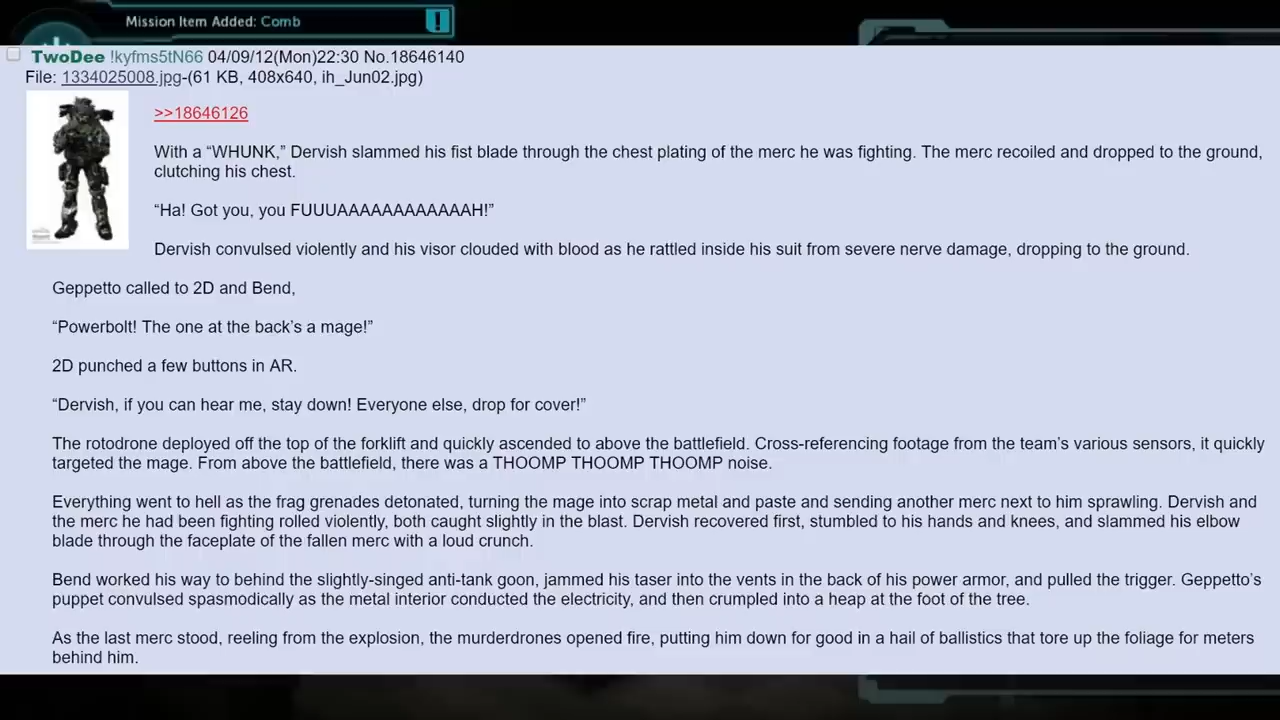 Mission Item Added: Comb
TwoDee !kyfms5tN66 04/09/12(Mon)22:30 No.18646140
File: 1334025008.jpg-(61 KB, 408x640, ih_Jun02.jpg)
>>18646126
With a “WHUNK,” Dervish slammed his fist blade through the chest plating of the merc he was fighting. The merc recoiled and dropped to the ground,
clutching his chest.
“Ha! Got you, you FUUUAAAAAAAAAAAAH!”
Dervish convulsed violently and his visor clouded with blood as he rattled inside his suit from severe nerve damage, dropping to the ground.
Geppetto called to 2D and Bend,
“Powerbolt! The one at the back’s a mage!”
2D punched a few buttons in AR.
“Dervish, if you can hear me, stay down! Everyone else, drop for cover!”
The rotodrone deployed off the top of the forklift and quickly ascended to above the battlefield. Cross-referencing footage from the team’s various sensors, it quickly
targeted the mage. From above the battlefield, there was a THOOMP THOOMP THOOMP noise.
Everything went to hell as the frag grenades detonated, turning the mage into scrap metal and paste and sending another merc next to him sprawling. Dervish and
the merc he had been fighting rolled violently, both caught slightly in the blast. Dervish recovered first, stumbled to his hands and knees, and slammed his elbow
blade through the faceplate of the fallen merc with a loud crunch.
Bend worked his way to behind the slightly-singed anti-tank goon, jammed his taser into the vents in the back of his power armor, and pulled the trigger. Geppetto’s
puppet convulsed spasmodically as the metal interior conducted the electricity, and then crumpled into a heap at the foot of the tree.
As the last merc stood, reeling from the explosion, the murderdrones opened fire, putting him down for good in a hail of ballistics that tore up the foliage for meters
behind him.